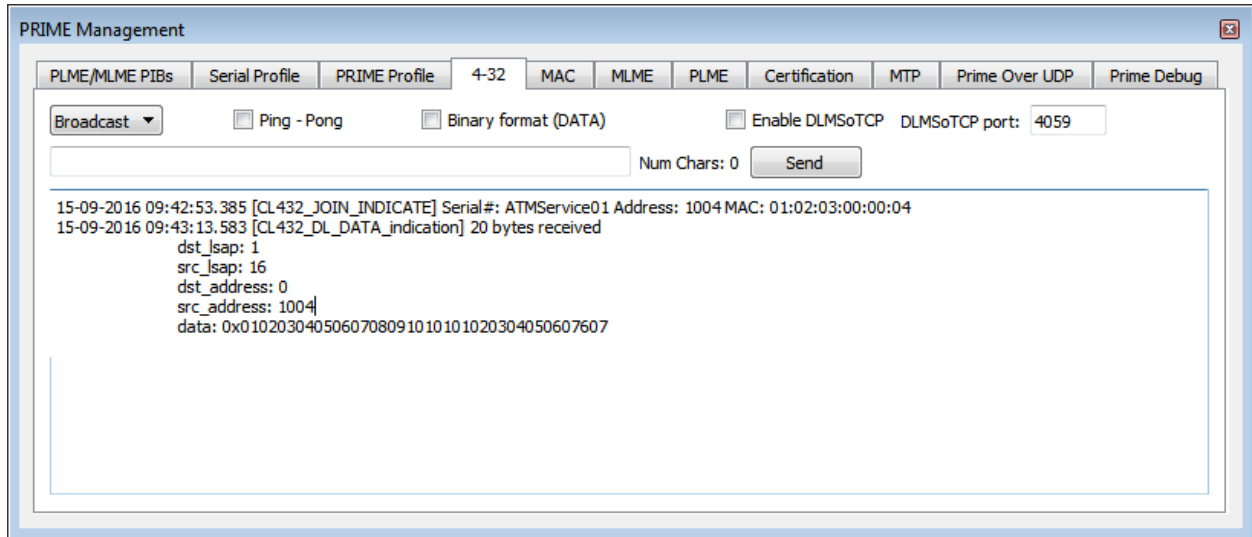 PRIME Management
PLME/MLME PIBs Serial Profile PRIME Profile 4-32 MAC MLME PLME Certification MTP Prime Over UDP Prime Debug
Broadcast Ping - Pong Binary format (DATA) Enable DLMSoTCP DLMSoTCP port: 4059
Num Chars: 0 Send
15-09-2016 09:42:53.385 [CL432_JOIN_INDICATE] Serial#: ATMService01 Address: 1004 MAC: 01:02:03:00:00:04
15-09-2016 09:43:13.583 [CL432_DL_DATA_indication] 20 bytes received
dst_lsap: 1
src_lsap: 16
dst_address: 0
src_address: 1004
data: 0x0102030405060708091010101020304050607607